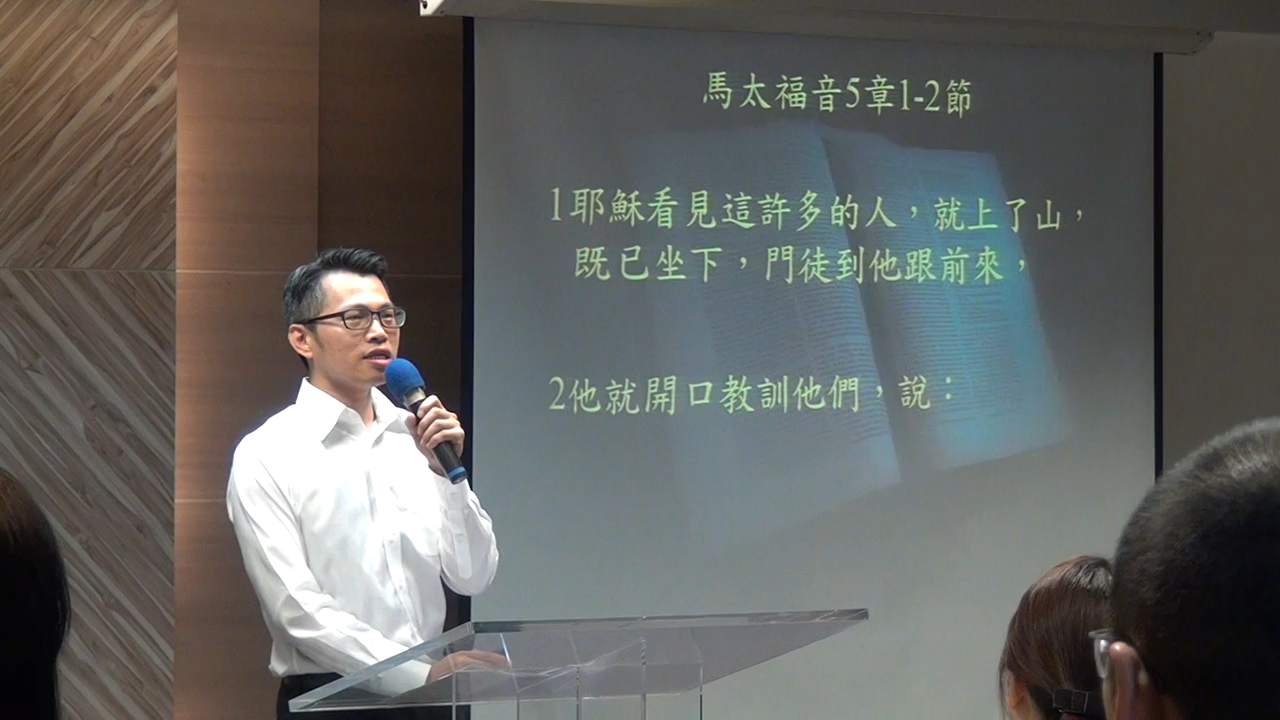 馬太福音5章1-2節
1耶穌看見這許多的人，就上了山，
既已坐下，門徒到他跟前來，
2他就開口教訓他們，說：